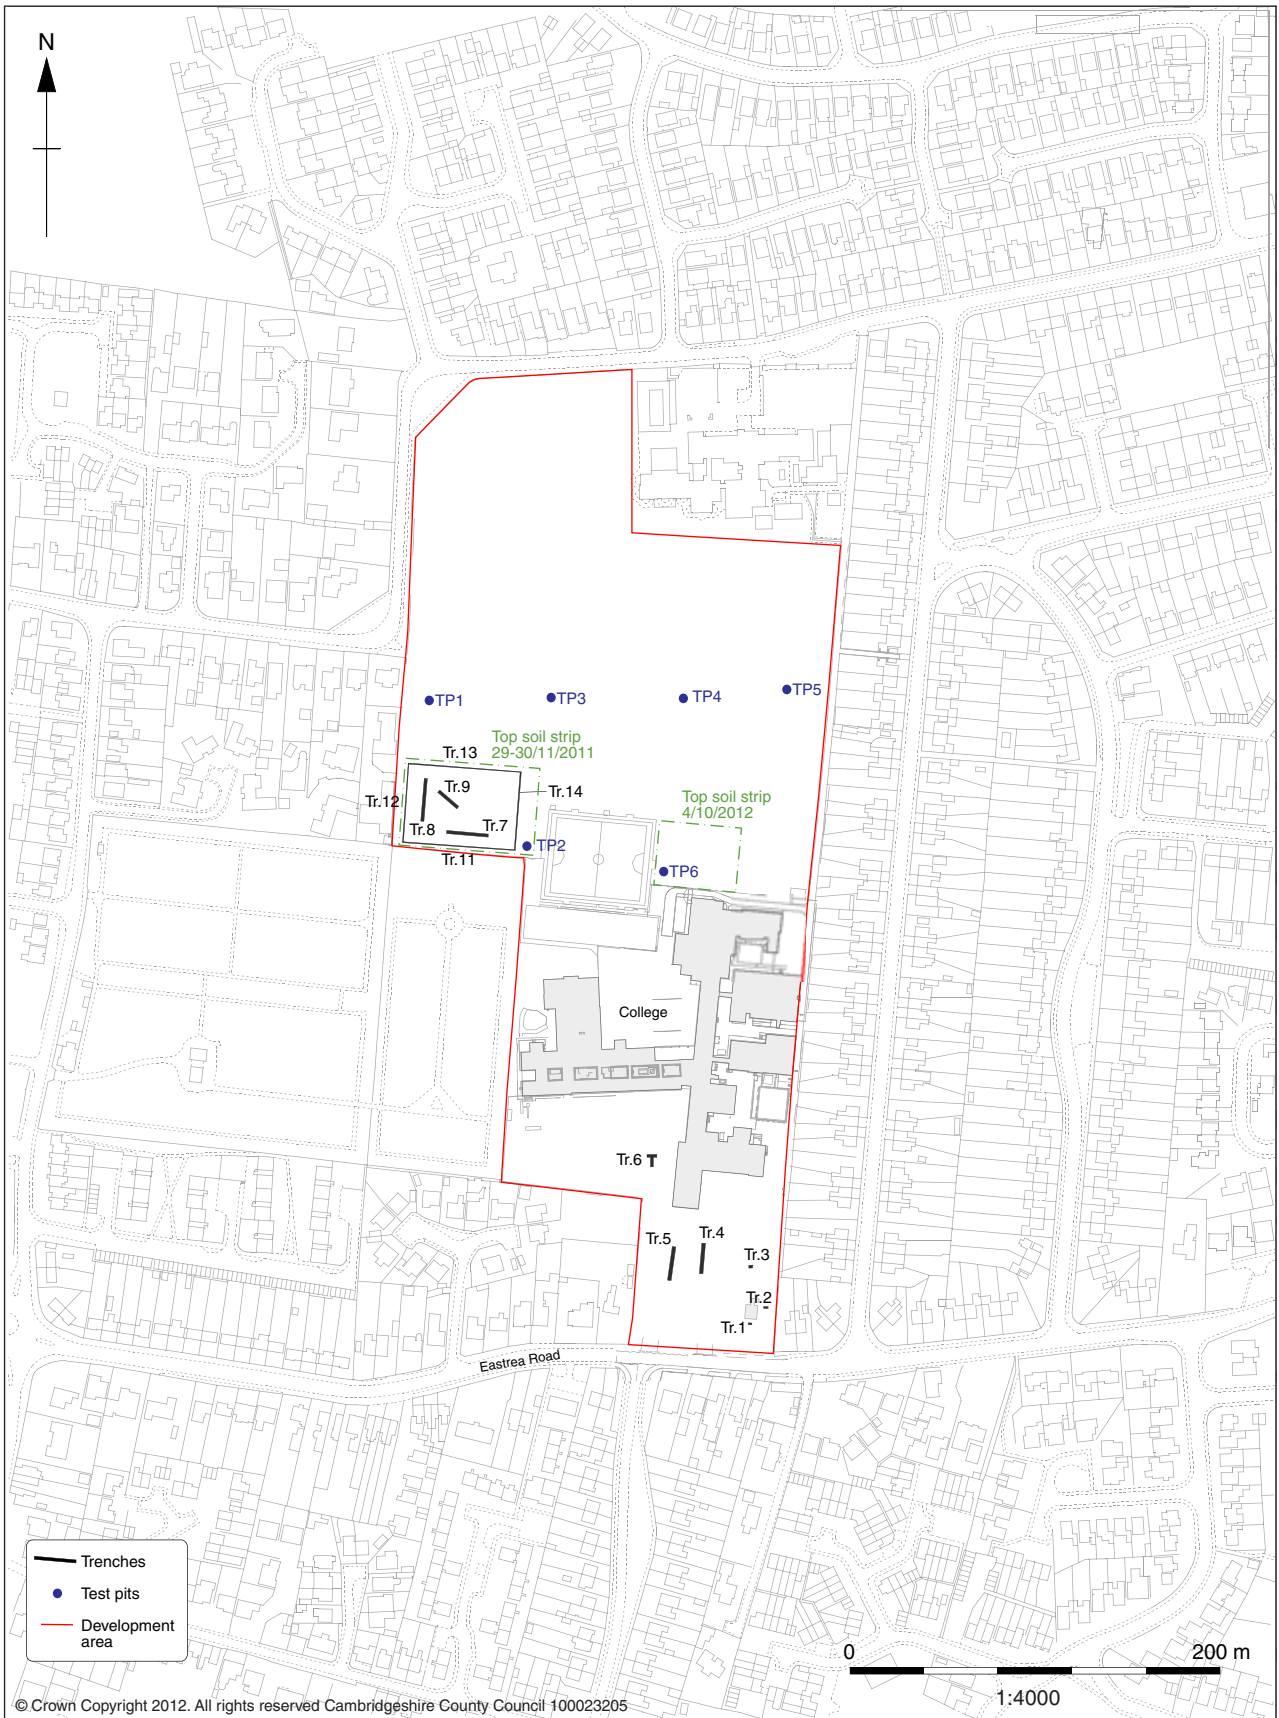 N
TP1
TP3
TP4
TP5
Top soil strip
29-30/11/2011
Tr.13
Tr.9
Tr.14
Tr.12
Tr.8
Tr.7
TP2
Tr.11
Top soil strip
4/10/2012
TP6
College
Tr.6
Tr.5
Tr.4
Tr.3
Tr.2
Tr.1
Eastrea Road
Trenches
Test pits
Development
area
0
200 m
1:4000
© Crown Copyright 2012. All rights reserved Cambridgeshire County Council 100023205